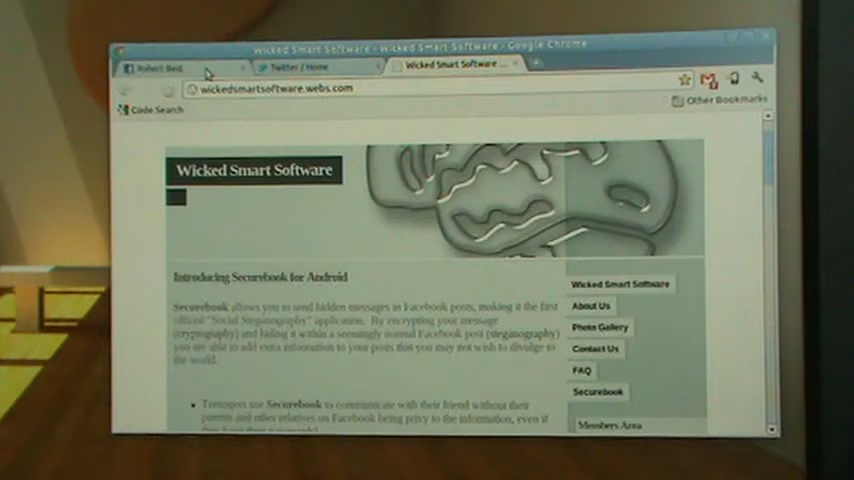 Wicked Smart Software - Wicked Smart Software - Google Chrome
Robert Best
Twitter / Home
Wicked Smart Software ...
wickedsmartsoftware.webs.com
Code Search
Other Bookmarks
Wicked Smart Software
Introducing Securebook for Android
Securebook allows you to send hidden messages in Facebook posts, making it the first
official "Social Steganography" application. By encrypting your message
(cryptography) and hiding it within a seemingly normal Facebook post (steganography)
you are able to add extra information to your posts that you may not wish to divulge to
the world.
Teenagers use Securebook to communicate with their friend without their
parents and other relatives on Facebook being privy to the information, even if
Wicked Smart Software
About Us
Photo Gallery
Contact Us
FAQ
Securebook
Members Area